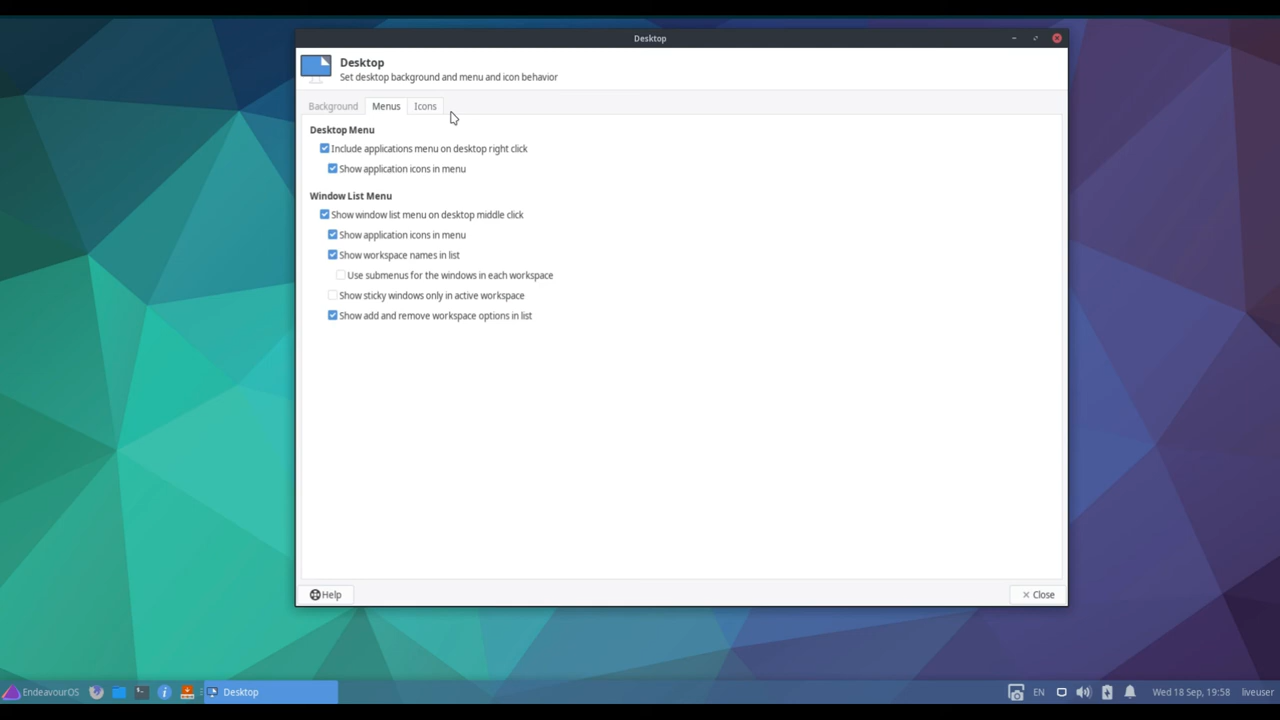 Desktop
Desktop
Set desktop background and menu and icon behavior
Background Menus Icons
Desktop Menu
Include applications menu on desktop right click
Show application icons in menu
Window List Menu
Show window list menu on desktop middle click
Show application icons in menu
Show workspace names in list
Use submenus for the windows in each workspace
Show sticky windows only in active workspace
Show add and remove workspace options in list
Help Close
EndeavourOS Desktop EN Wed 18 Sep, 19:58 liveuser